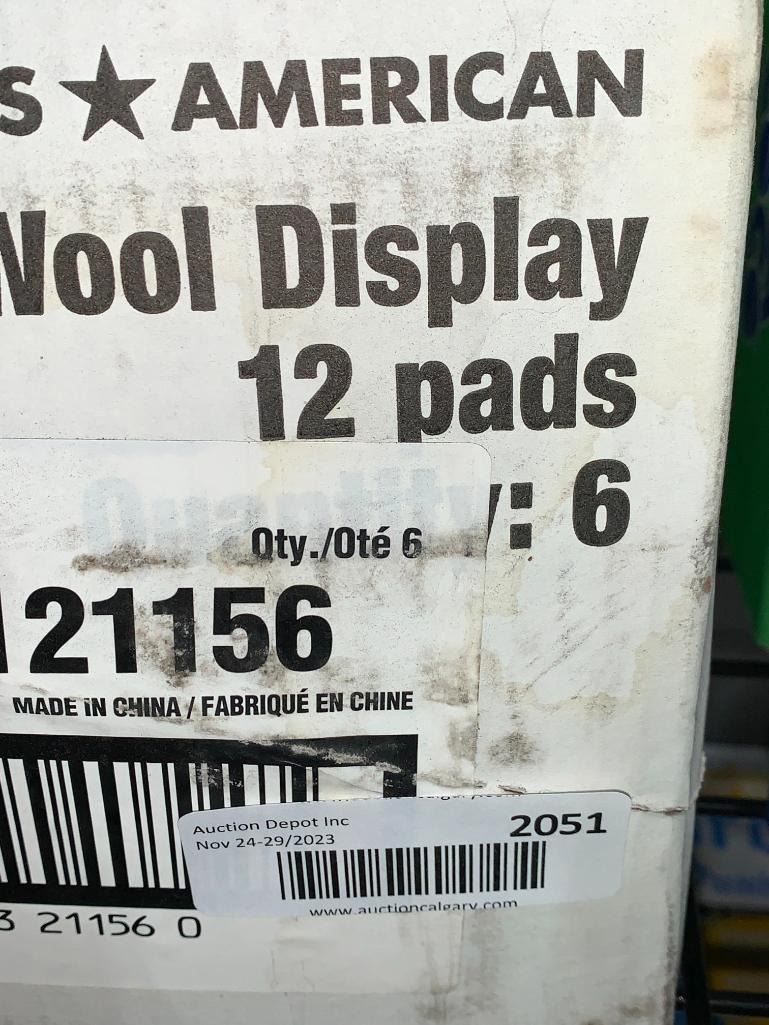 S ★ AMERICAN
Wool Display
12 pads
Quantity: 6
Qty./Qté 6
121156
MADE IN CHINA / FABRIQUÉ EN CHINE
3 21156 0
Auction Depot Inc
Nov 24-29/2023
2051
www.auctioncalgary.com